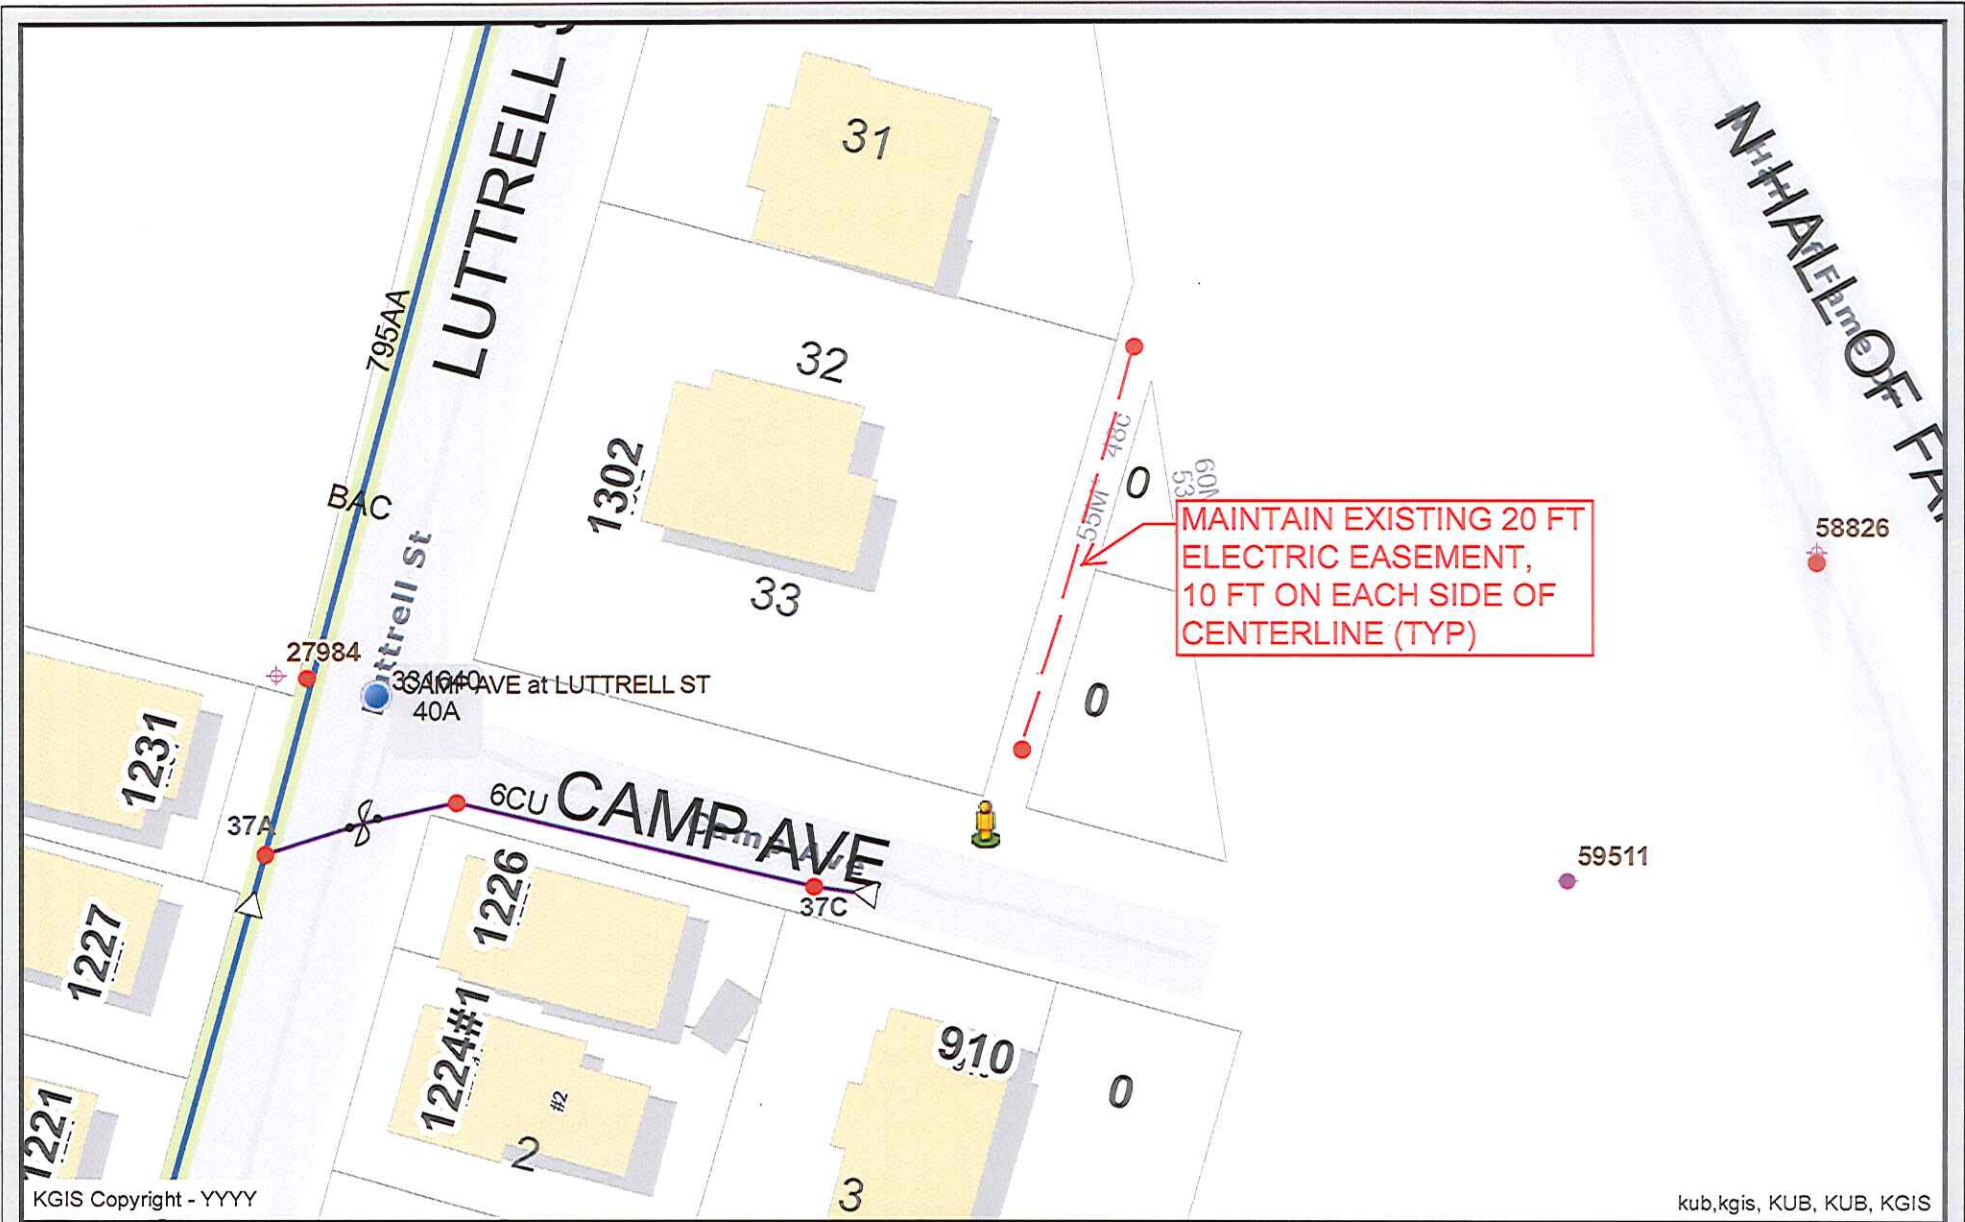 LUTTRELL S
31
N HALL OF FA
795AA
32
48c
1302
0
60M
53
BAC
55M
MAINTAIN EXISTING 20 FT
ELECTRIC EASEMENT,
10 FT ON EACH SIDE OF
CENTERLINE (TYP)
58826
Luttrell St
33
27984
CAMP AVE at LUTTRELL ST
40A
0
1231
6CU
CAMP AVE
Camp Ave
37A
59511
1226
37C
1227
1224#1
#2
910
0
1221
2
3
KGIS Copyright - YYYY
kub,kgis, KUB, KUB, KGIS